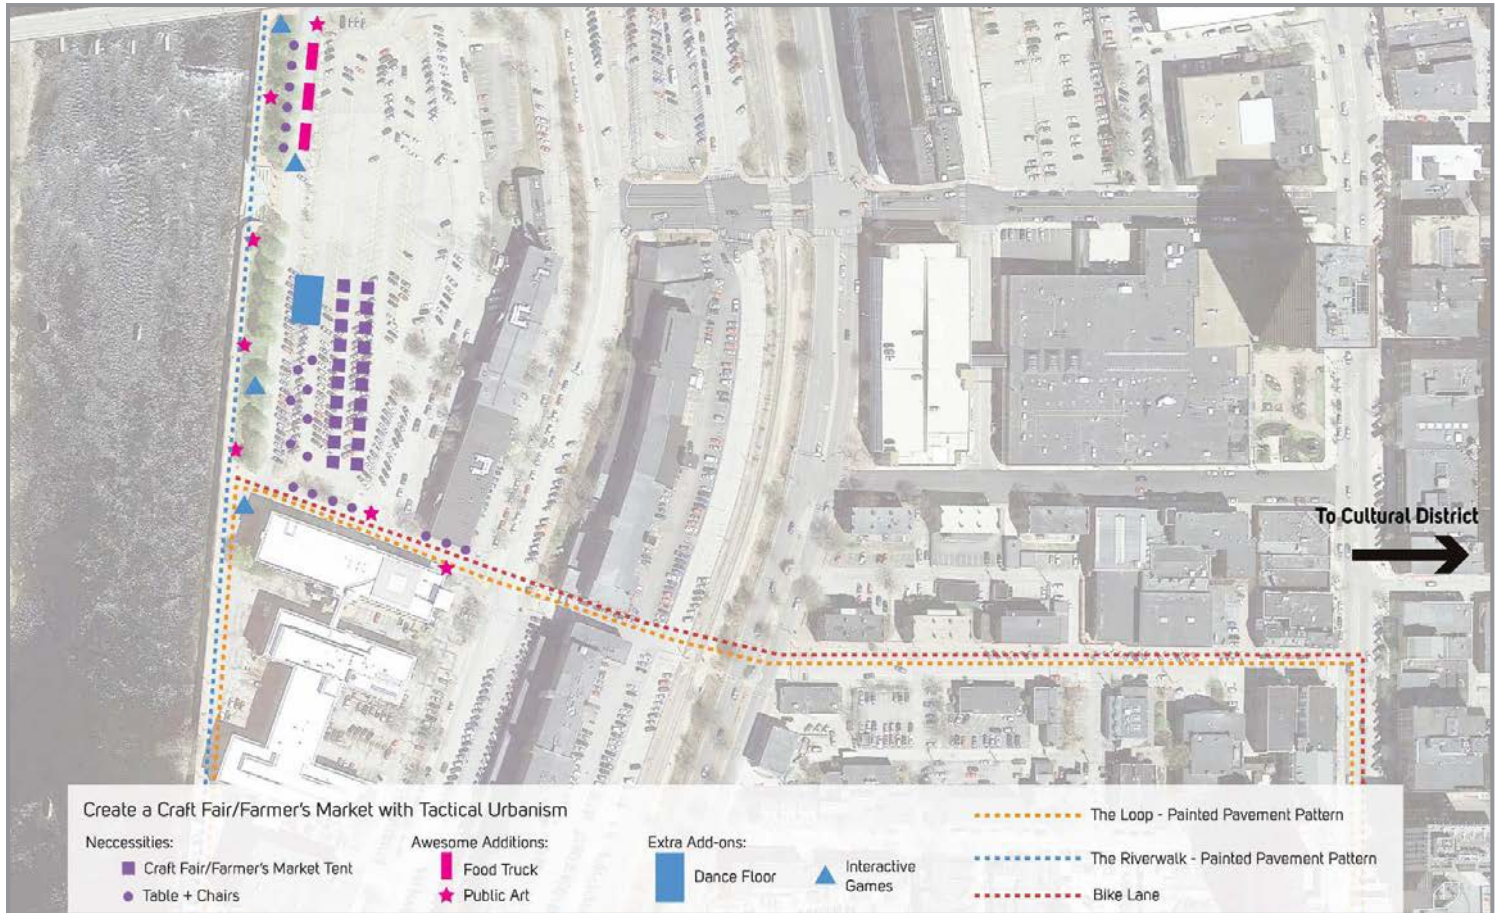 To Cultural District
Create a Craft Fair/Farmer's Market with Tactical Urbanism
Neccessities:
Craft Fair/Farmer's Market Tent
Table + Chairs
Awesome Additions:
Food Truck
Public Art
Extra Add-ons:
Dance Floor
Interactive
Games
The Loop - Painted Pavement Pattern
The Riverwalk - Painted Pavement Pattern
Bike Lane